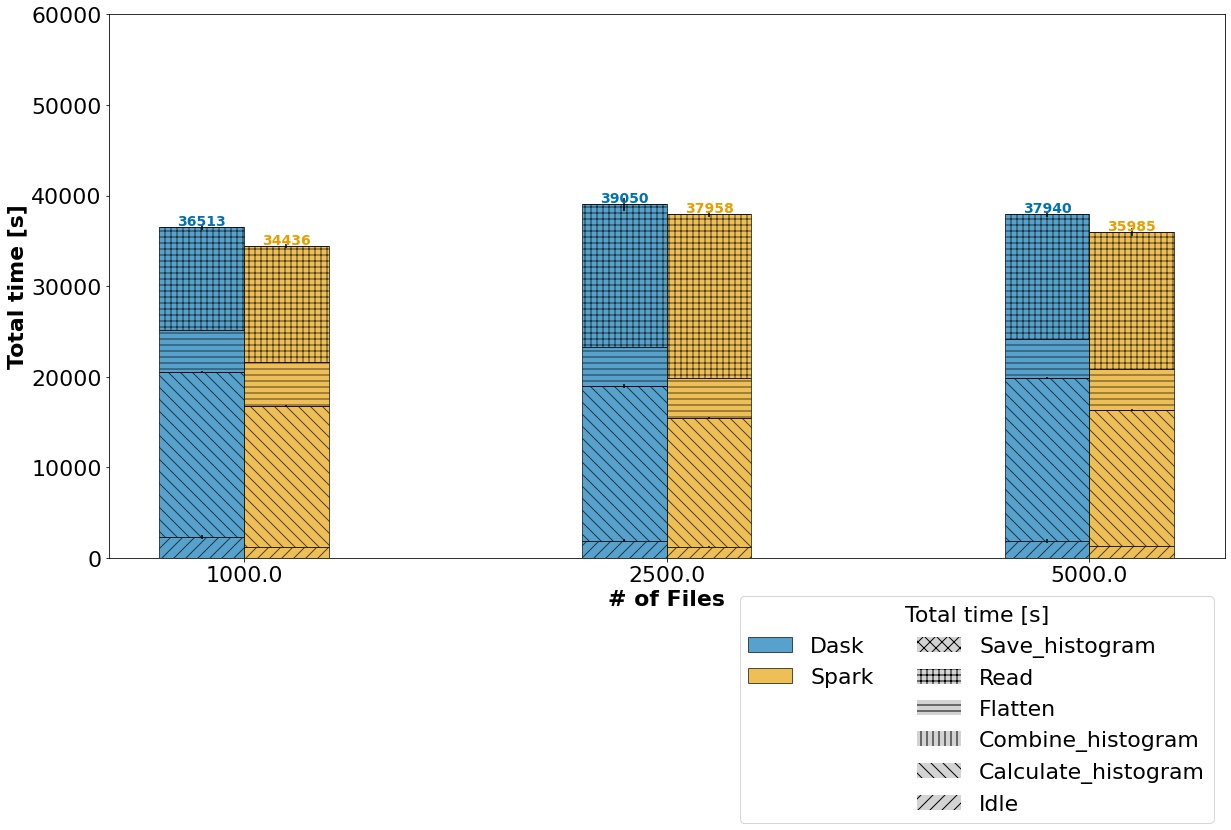 60000
50000
40000
30000
20000
10000
0
Total time [s]
36513
34436
39050
37958
37940
35985
1000.0
2500.0
5000.0
# of Files
Total time [s]
Dask
Spark
Save_histogram
Read
Flatten
Combine_histogram
Calculate_histogram
Idle